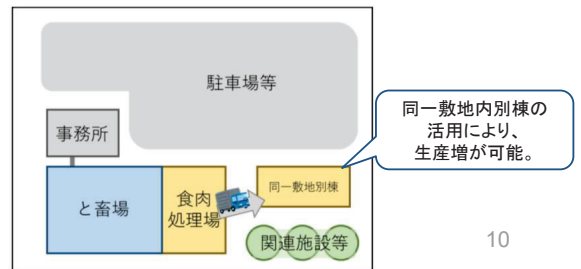 駐車場等
同一敷地内別棟の
活用により、
生産増が可能。
事務所
と畜場
食肉
処理場
同一敷地別棟
関連施設等
10